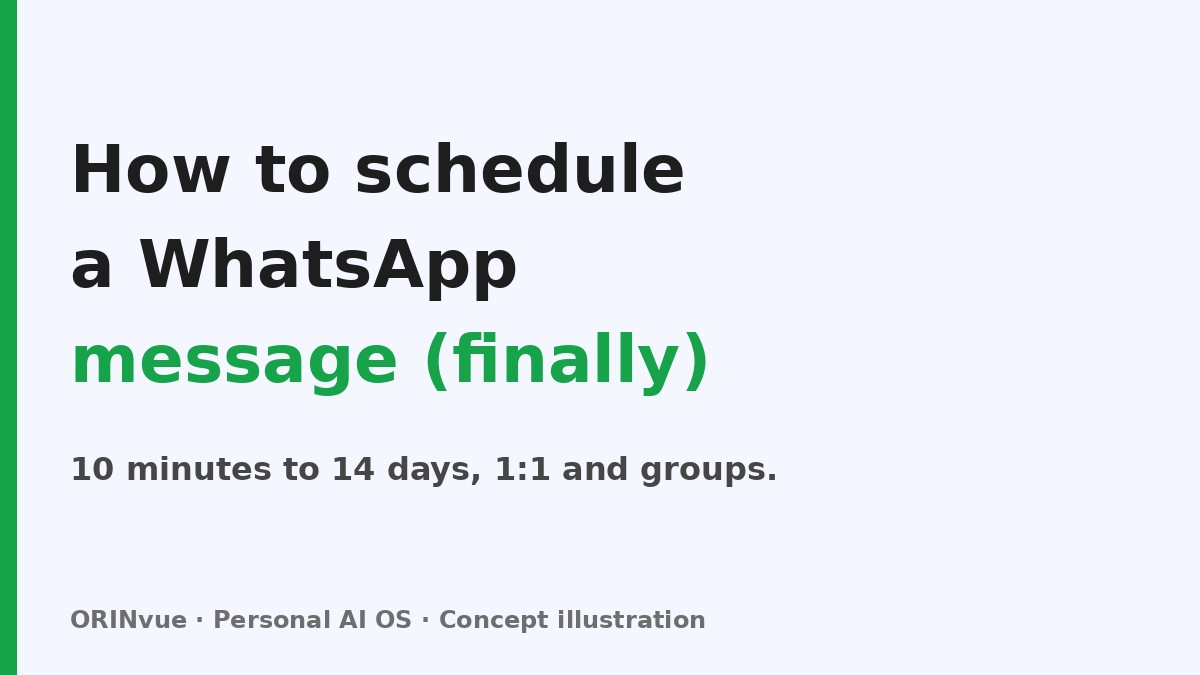 How to schedule
a WhatsApp
message (finally)
10 minutes to 14 days, 1:1 and groups.
ORINvue · Personal AI OS · Concept illustration